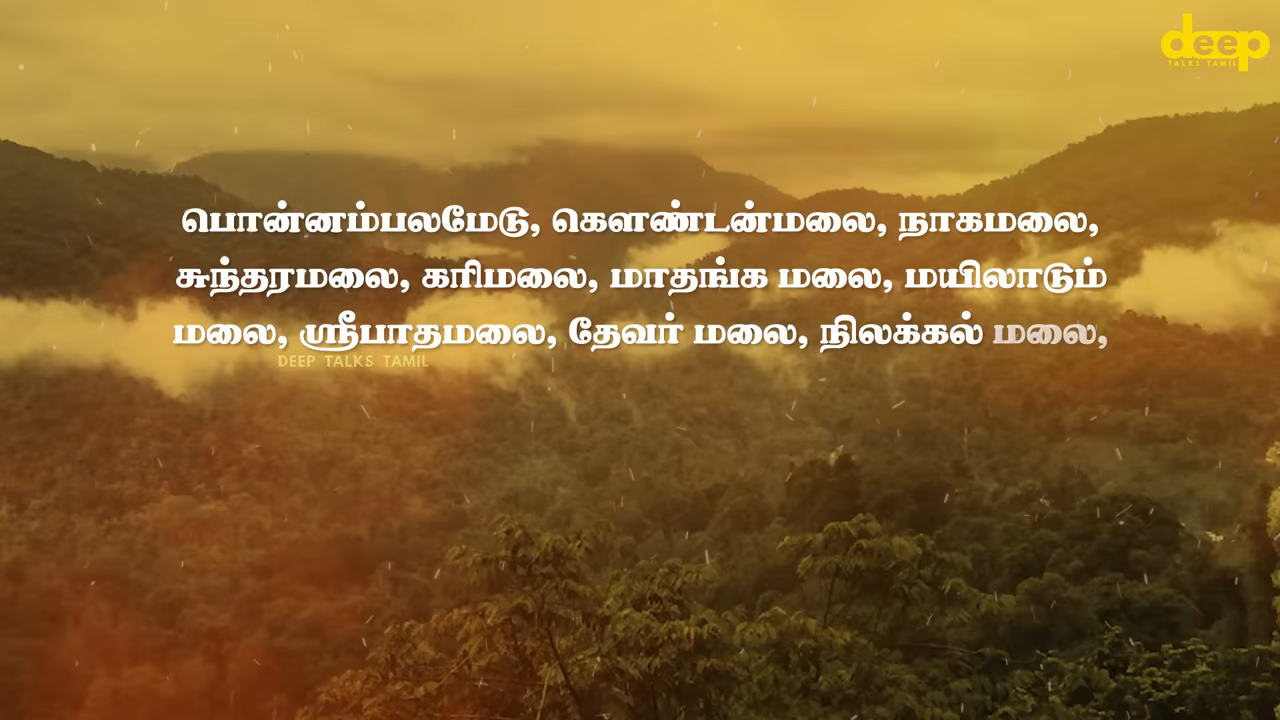 deep
TALKS TAMIL
பொன்னம்பலமேடு, கௌண்டன்மலை, நாகமலை,
சுந்தரமலை, கரிமலை, மாதங்க மலை, மயிலாடும்
மலை, ஸ்ரீபாதமலை, தேவர் மலை, நிலக்கல் மலை,
DEEP TALKS TAMIL